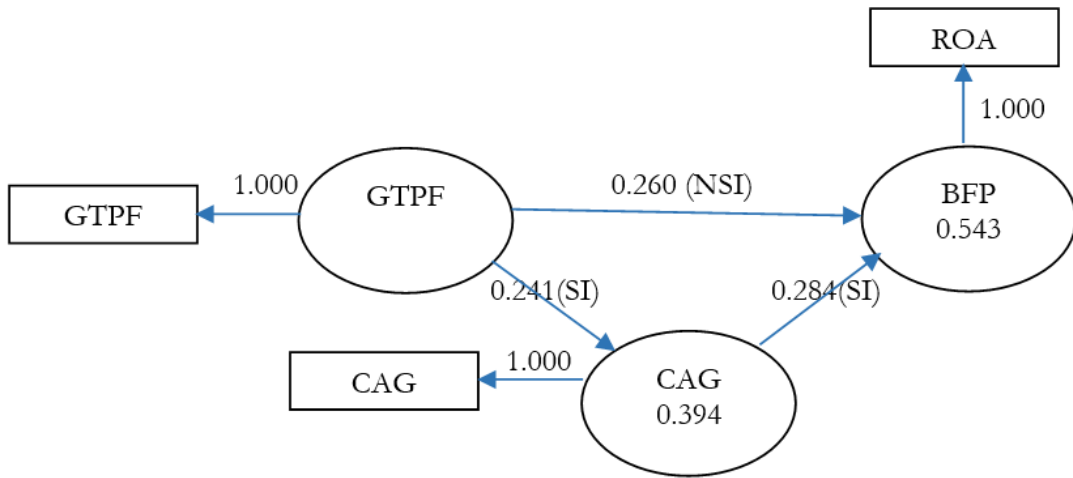 ROA
1.000
1.000
GTPF
GTPF
0.260 (NSI)
BFP
0.543
0.241(SI)
0.284(SI)
1.000
CAG
CAG
0.394